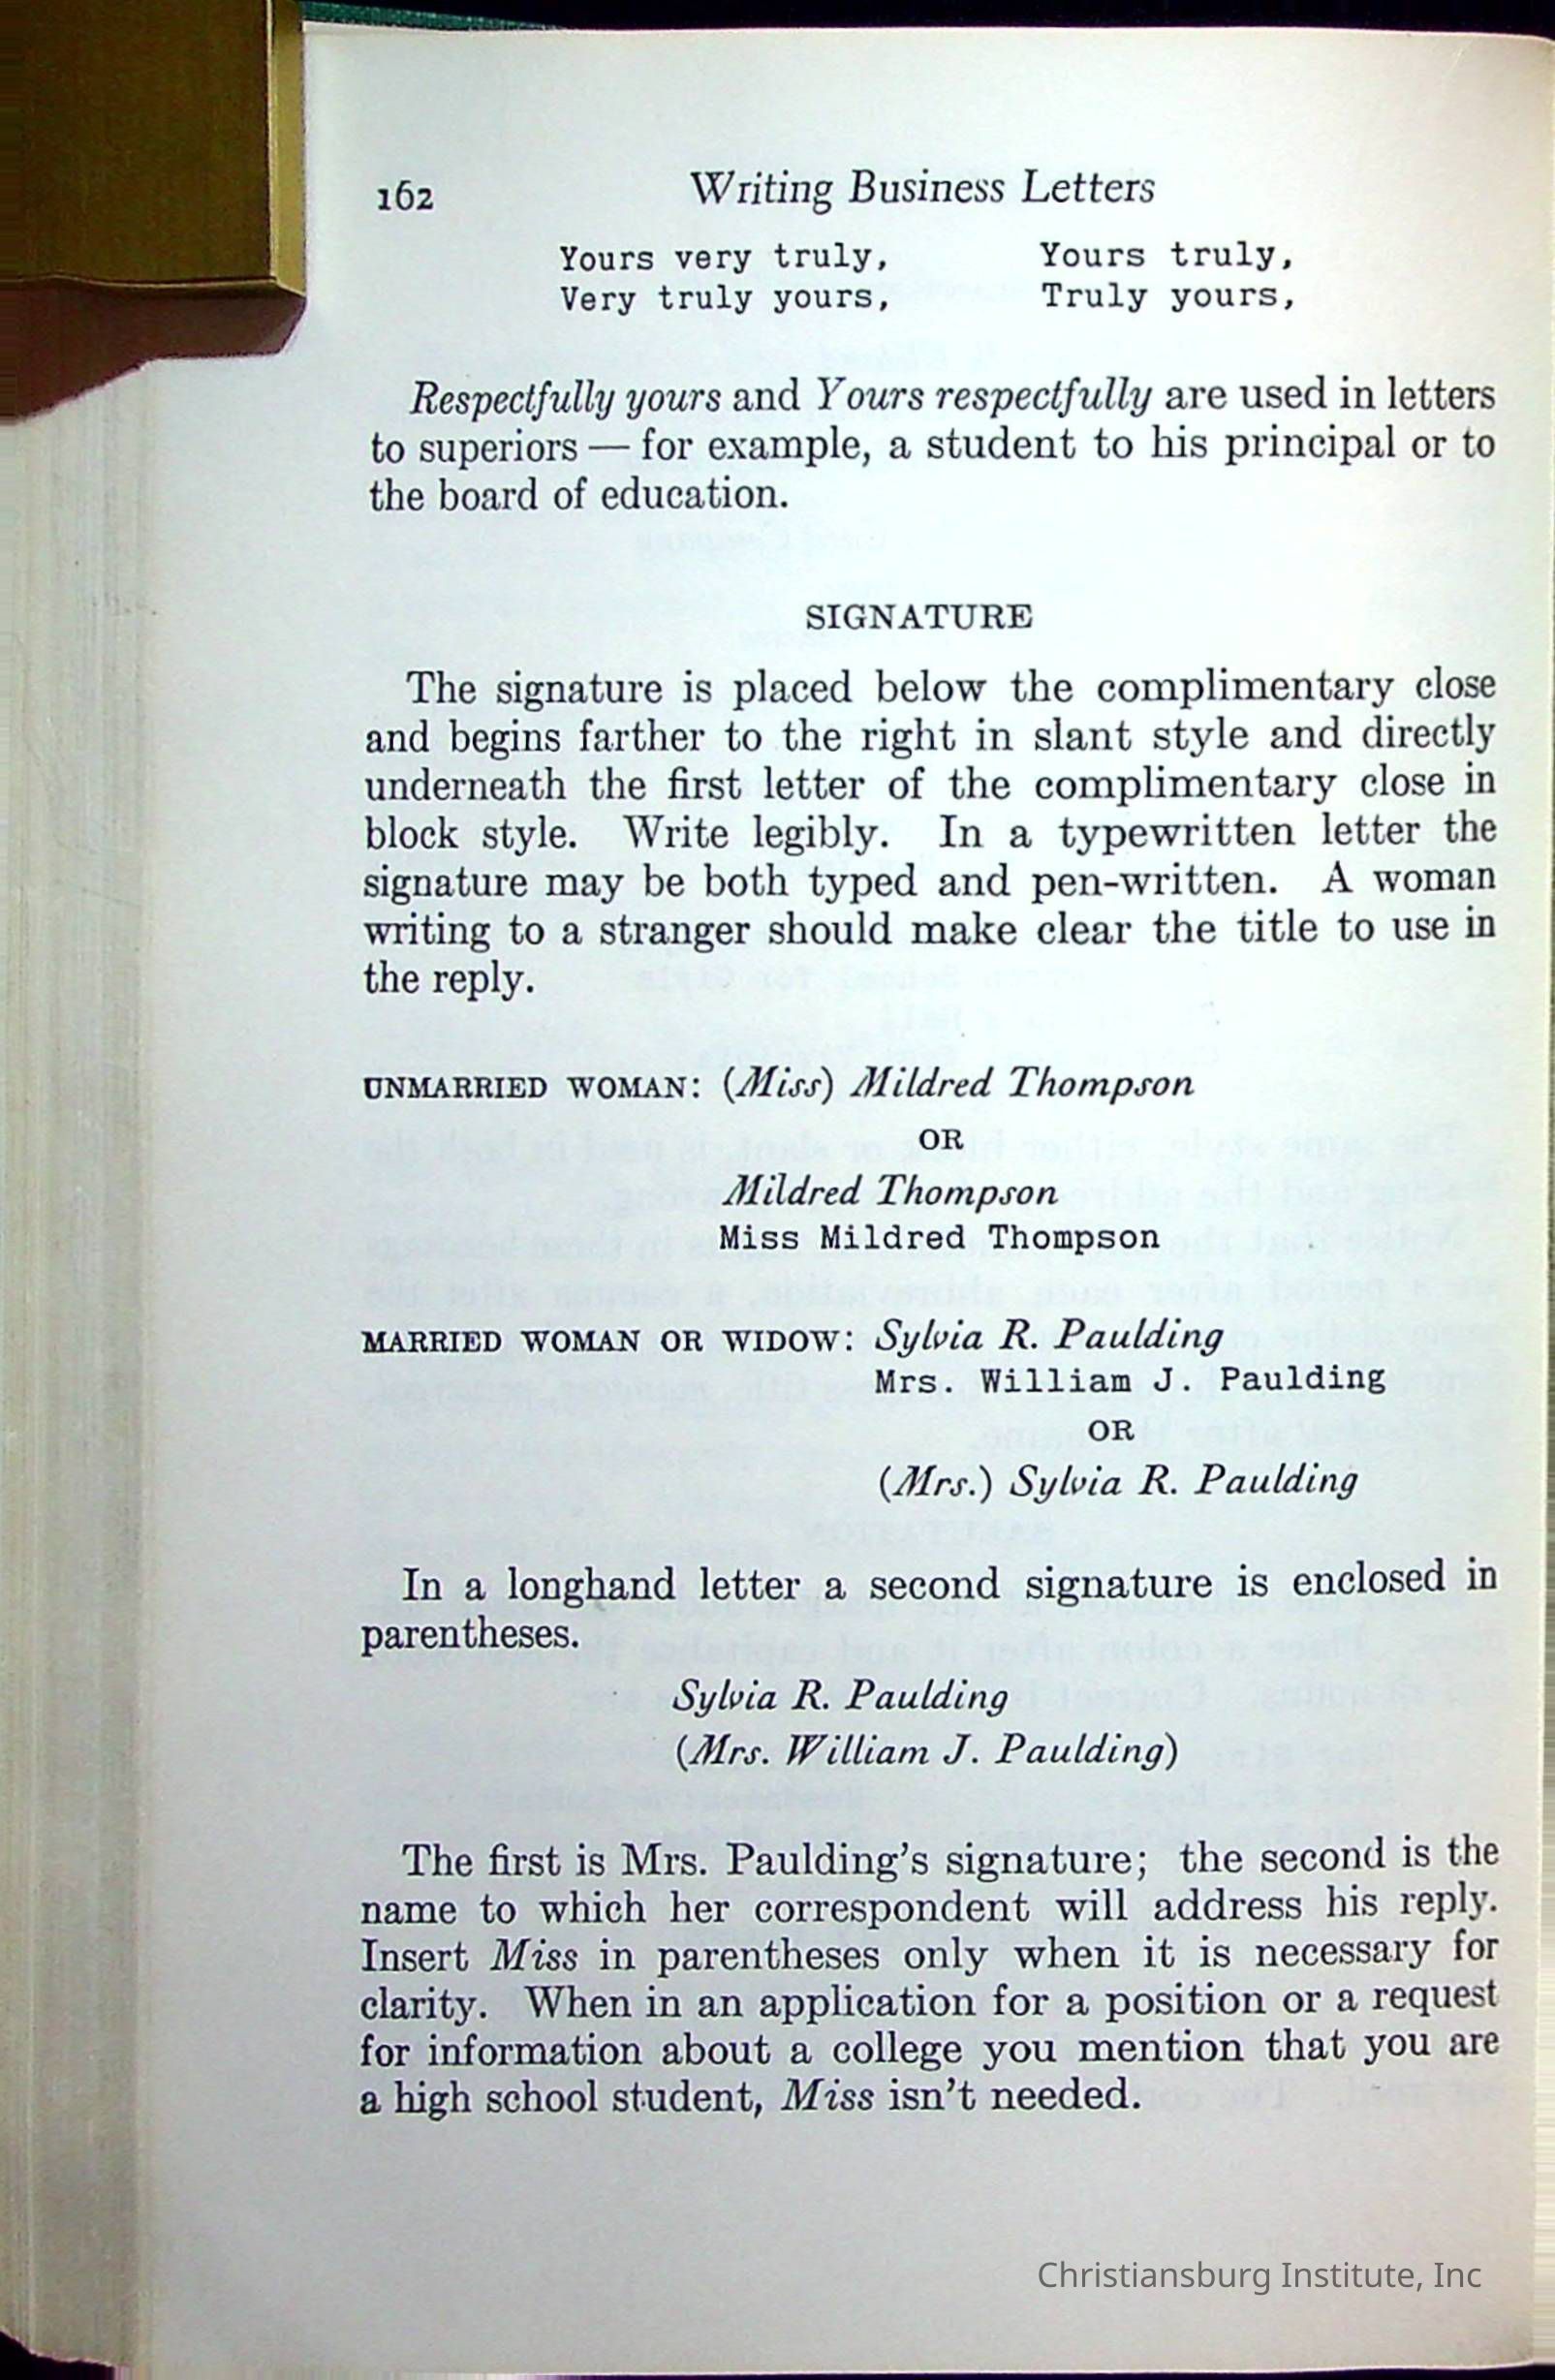 162
Writing Business Letters
Yours very truly, Yours truly,
Very truly yours, Truly yours,
Respectfully yours and Yours respectfully are used in letters
to superiors — for example, a student to his principal or to
the board of education.
SIGNATURE
The signature is placed below the complimentary close
and begins farther to the right in slant style and directly
underneath the first letter of the complimentary close in
block style. Write legibly. In a typewritten letter the
signature may be both typed and pen-written. A woman
writing to a stranger should make clear the title to use in
the reply.
UNMARRIED WOMAN: (Miss) Mildred Thompson
OR
Mildred Thompson
Miss Mildred Thompson
MARRIED WOMAN OR WIDOW: Sylvia R. Paulding
Mrs. William J. Paulding
OR
(Mrs.) Sylvia R. Paulding
In a longhand letter a second signature is enclosed in
parentheses.
Sylvia R. Paulding
(Mrs. William J. Paulding)
The first is Mrs. Paulding's signature; the second is the
name to which her correspondent will address his reply.
Insert Miss in parentheses only when it is necessary for
clarity. When in an application for a position or a request
for information about a college you mention that you are
a high school student, Miss isn't needed.
Christiansburg Institute, Inc